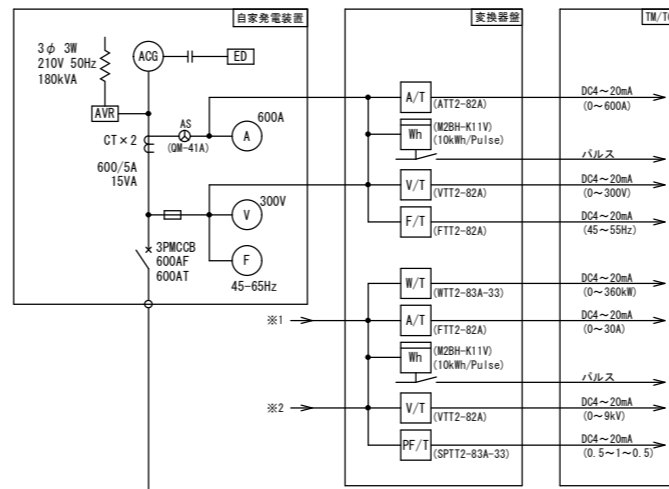 自家発電装置
3φ 3W
210V 50Hz
180kVA
ACG
ED
AVR
CT×2
600/5A
15VA
AS
(QM-41A)
A
600A
V
300V
F
45-65Hz
3PMCCB
600AF
600AT
※1
※2
変換器盤
A/T
(ATT2-82A)
Wh
(M2BH-K11V)
(10kWh/Pulse)
V/T
(VTT2-82A)
F/T
(FTT2-82A)
W/T
(WTT2-83A-33)
A/T
(FTT2-82A)
Wh
(M2BH-K11V)
(10kWh/Pulse)
V/T
(VTT2-82A)
PF/T
(SPTT2-83A-33)
TM/T
DC4～20mA
(0～600A)
パルス
DC4～20mA
(0～300V)
DC4～20mA
(45～55Hz)
DC4～20mA
(0～360kW)
DC4～20mA
(0～30A)
パルス
DC4～20mA
(0～9kV)
DC4～20mA
(0.5～1～0.5)